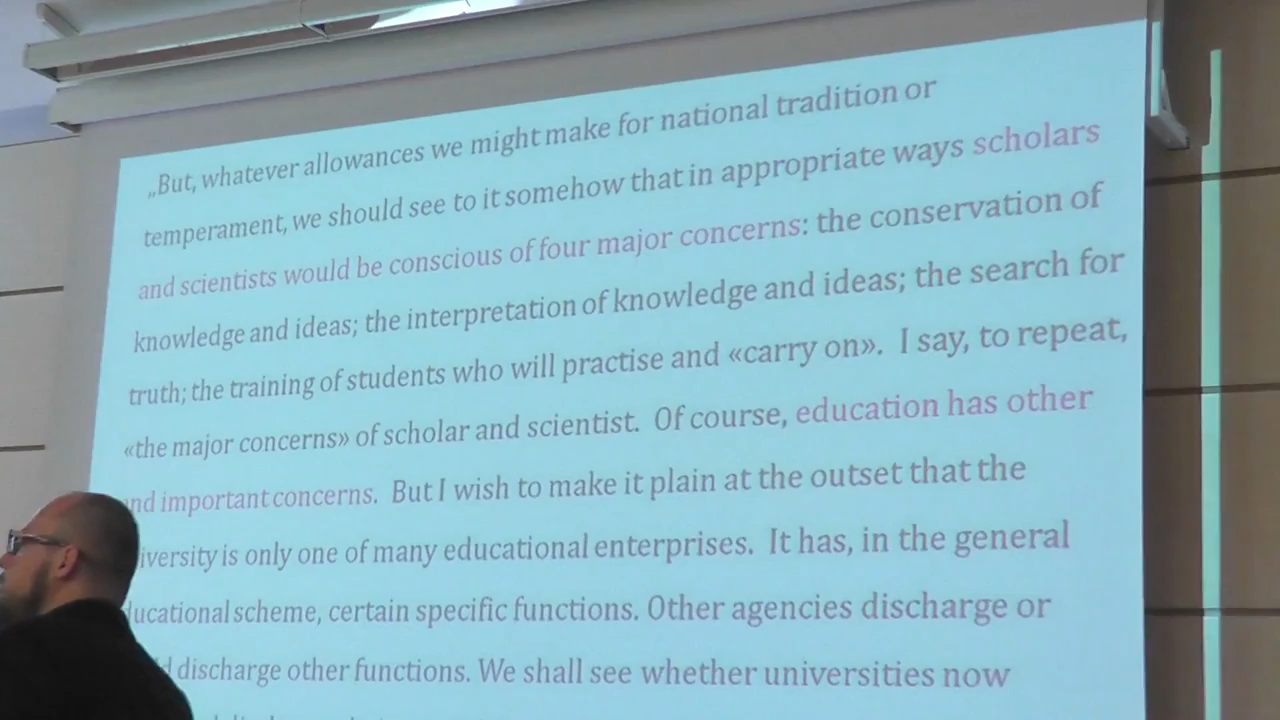 „But, whatever allowances we might make for national tradition or
temperament, we should see to it somehow that in appropriate ways scholars
and scientists would be conscious of four major concerns: the conservation of
knowledge and ideas; the interpretation of knowledge and ideas; the search for
truth; the training of students who will practise and «carry on». I say, to repeat,
«the major concerns» of scholar and scientist. Of course, education has other
nd important concerns. But I wish to make it plain at the outset that the
iversity is only one of many educational enterprises. It has, in the general
ucational scheme, certain specific functions. Other agencies discharge or
d discharge other functions. We shall see whether universities now